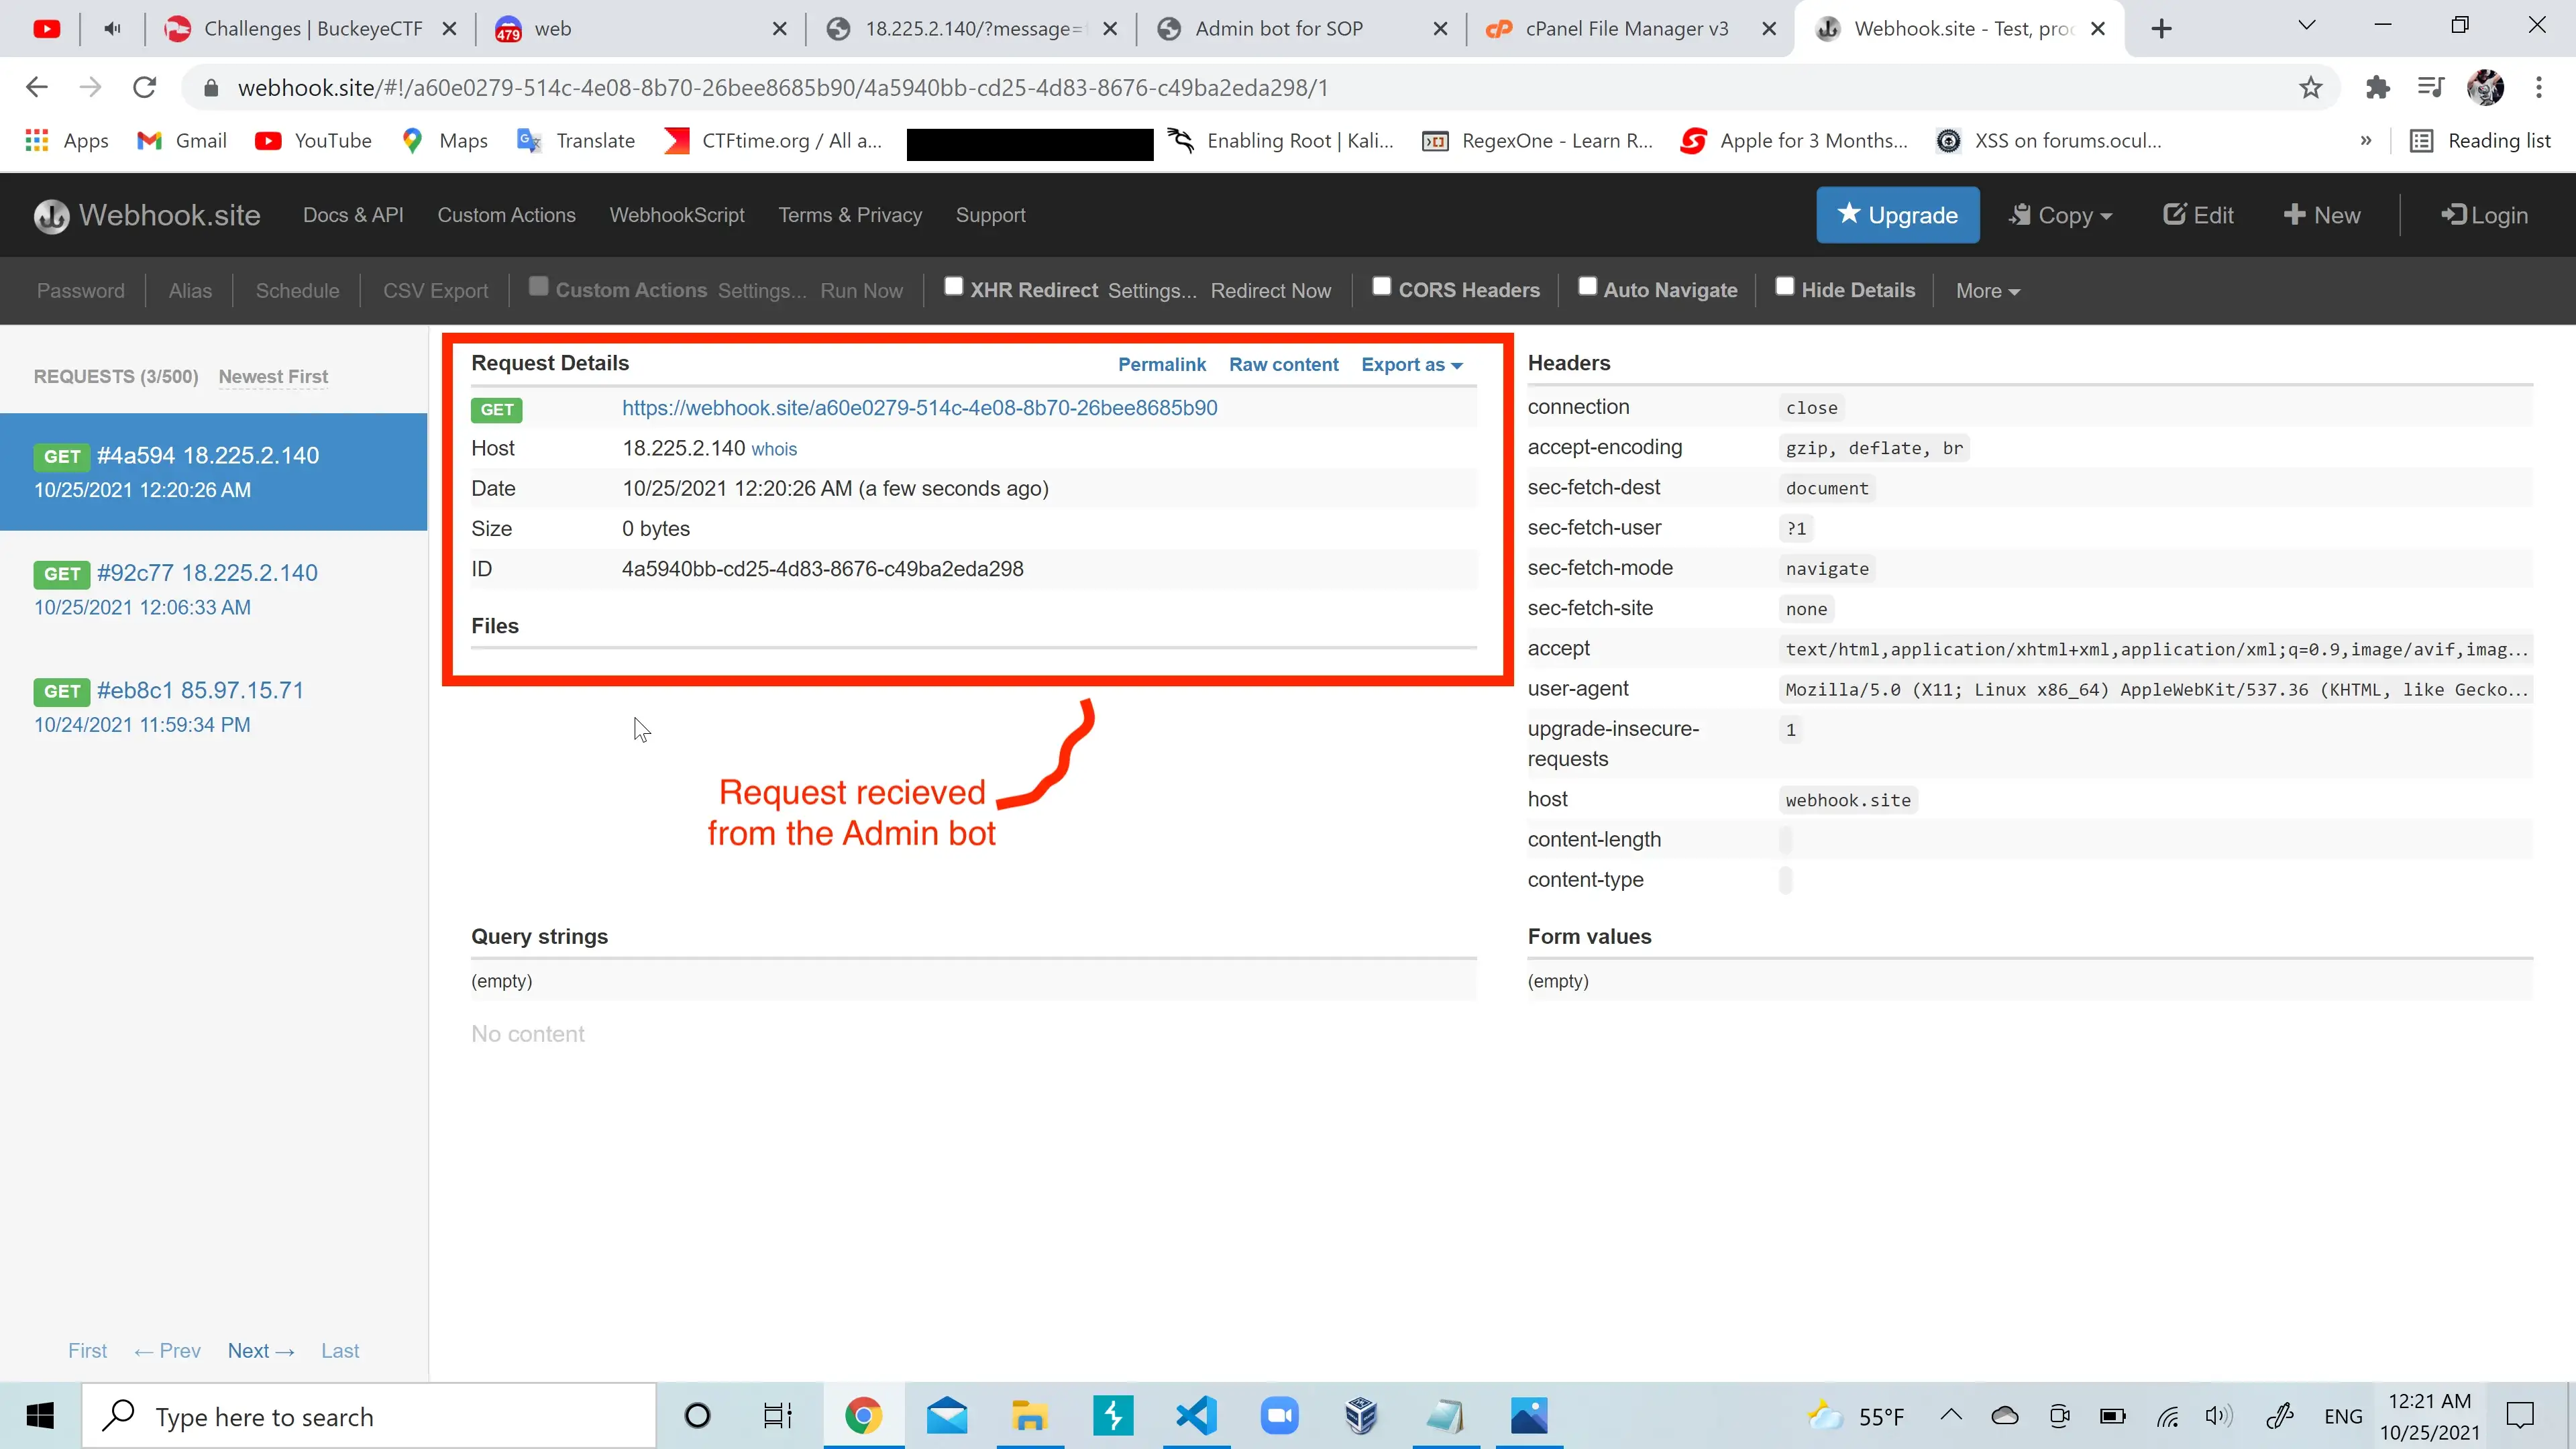 Challenges | BuckeyeCTF
479 web
18.225.2.140/?message=
Admin bot for SOP
cPanel File Manager v3
Webhook.site - Test, proc
webhook.site/#!/a60e0279-514c-4e08-8b70-26bee8685b90/4a5940bb-cd25-4d83-8676-c49ba2eda298/1
Apps Gmail YouTube Maps Translate CTFtime.org / All a... Enabling Root | Kali... RegexOne - Learn R... Apple for 3 Months... XSS on forums.ocul... » Reading list
Webhook.site Docs & API Custom Actions WebhookScript Terms & Privacy Support Upgrade Copy Edit New Login
Password Alias Schedule CSV Export Custom Actions Settings... Run Now XHR Redirect Settings... Redirect Now CORS Headers Auto Navigate Hide Details More
REQUESTS (3/500) Newest First
GET #4a594 18.225.2.140
10/25/2021 12:20:26 AM
GET #92c77 18.225.2.140
10/25/2021 12:06:33 AM
GET #eb8c1 85.97.15.71
10/24/2021 11:59:34 PM
First ← Prev Next → Last
Request Details Permalink Raw content Export as
GET https://webhook.site/a60e0279-514c-4e08-8b70-26bee8685b90
Host 18.225.2.140 whois
Date 10/25/2021 12:20:26 AM (a few seconds ago)
Size 0 bytes
ID 4a5940bb-cd25-4d83-8676-c49ba2eda298
Files
Request recieved
from the Admin bot
Query strings
(empty)
No content
Headers
connection close
accept-encoding gzip, deflate, br
sec-fetch-dest document
sec-fetch-user ?1
sec-fetch-mode navigate
sec-fetch-site none
accept text/html,application/xhtml+xml,application/xml;q=0.9,image/avif,imag...
user-agent Mozilla/5.0 (X11; Linux x86_64) AppleWebKit/537.36 (KHTML, like Gecko...
upgrade-insecure-
requests 1
host webhook.site
content-length
content-type
Form values
(empty)
Type here to search
55°F
ENG
12:21 AM
10/25/2021